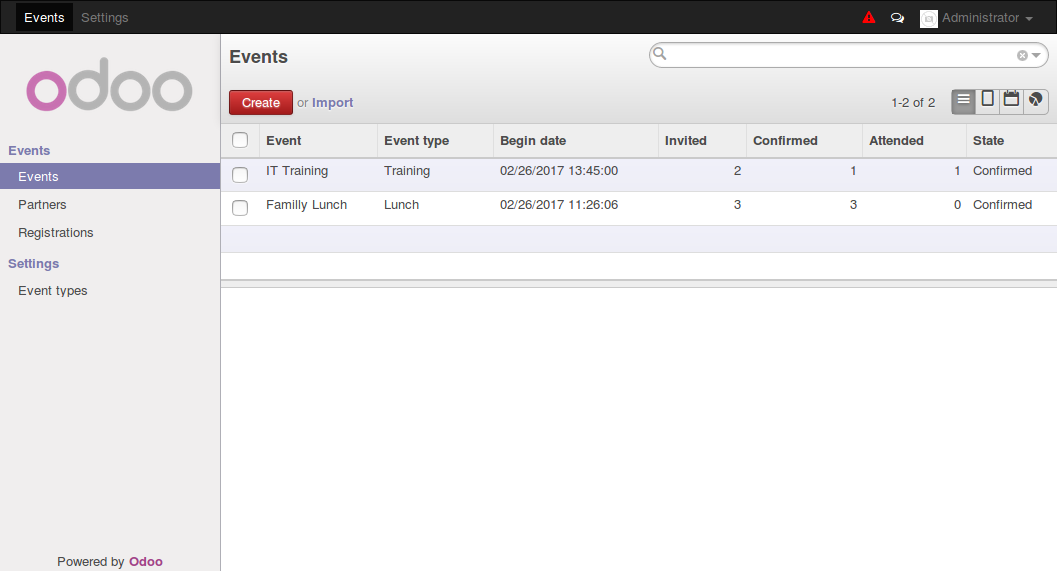 Events Settings Administrator
odoo
Events
Create or Import 1-2 of 2
Events
Events
Partners
Registrations
Settings
Event types
Event Event type Begin date Invited Confirmed Attended State
IT Training Training 02/26/2017 13:45:00 2 1 1 Confirmed
Familly Lunch Lunch 02/26/2017 11:26:06 3 3 0 Confirmed
Powered by Odoo